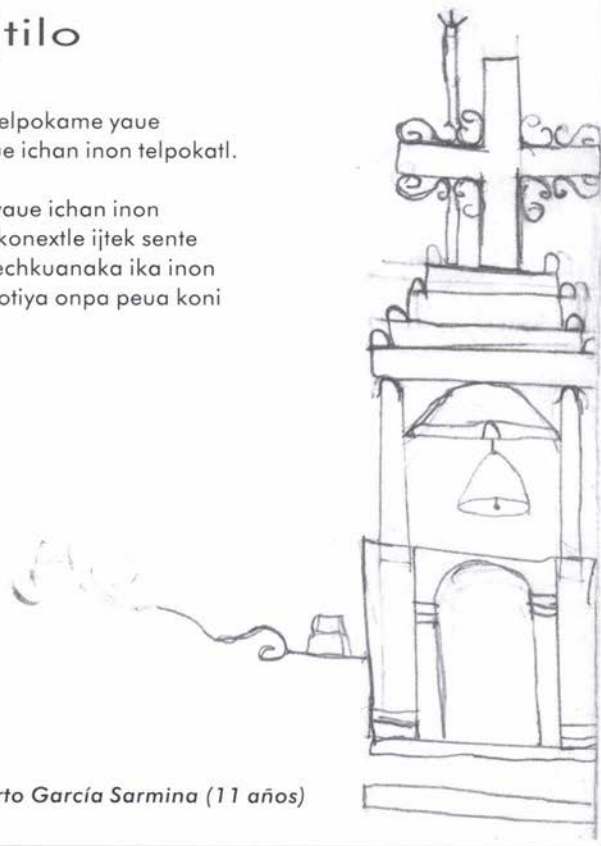 tilo
elpokame yaue
e ichan inon telpokatl.
yaue ichan inon
konextle ijtek sente
echkuanaka ika inon
otiya onpa peua koni
rto García Sarmina (11 años)